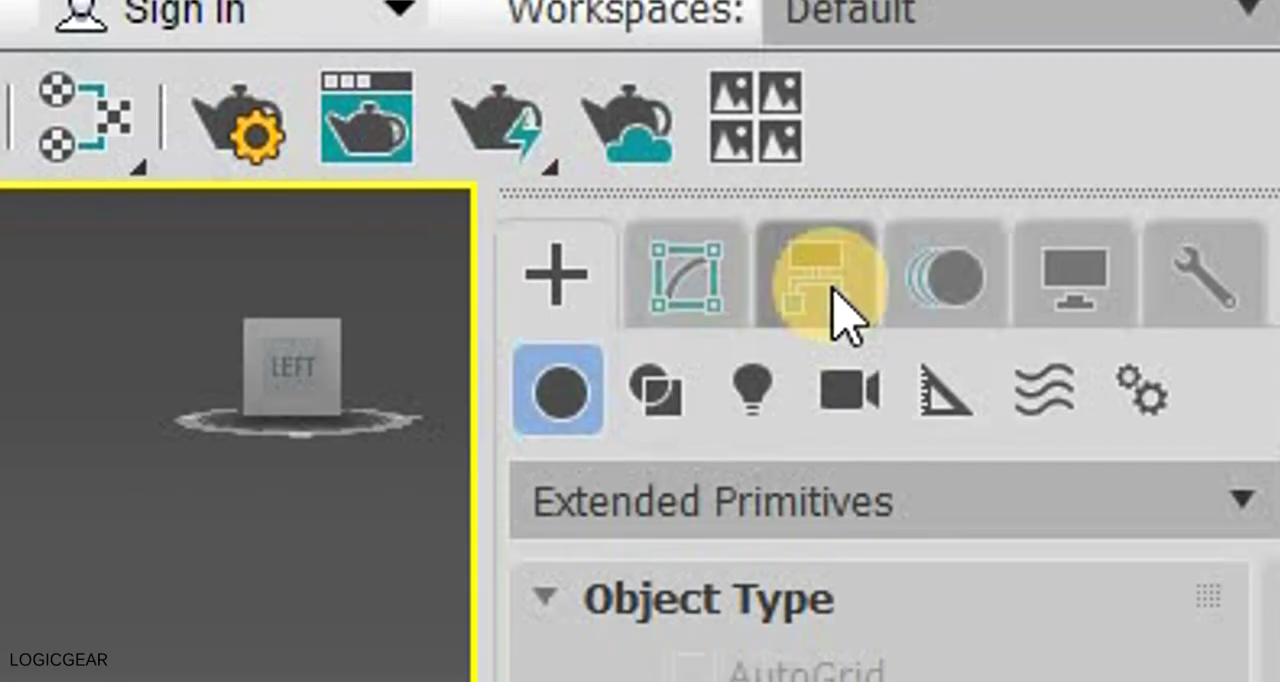 Sign In
Workspaces: Default
LEFT
Extended Primitives
Object Type
AutoGrid
LOGICGEAR